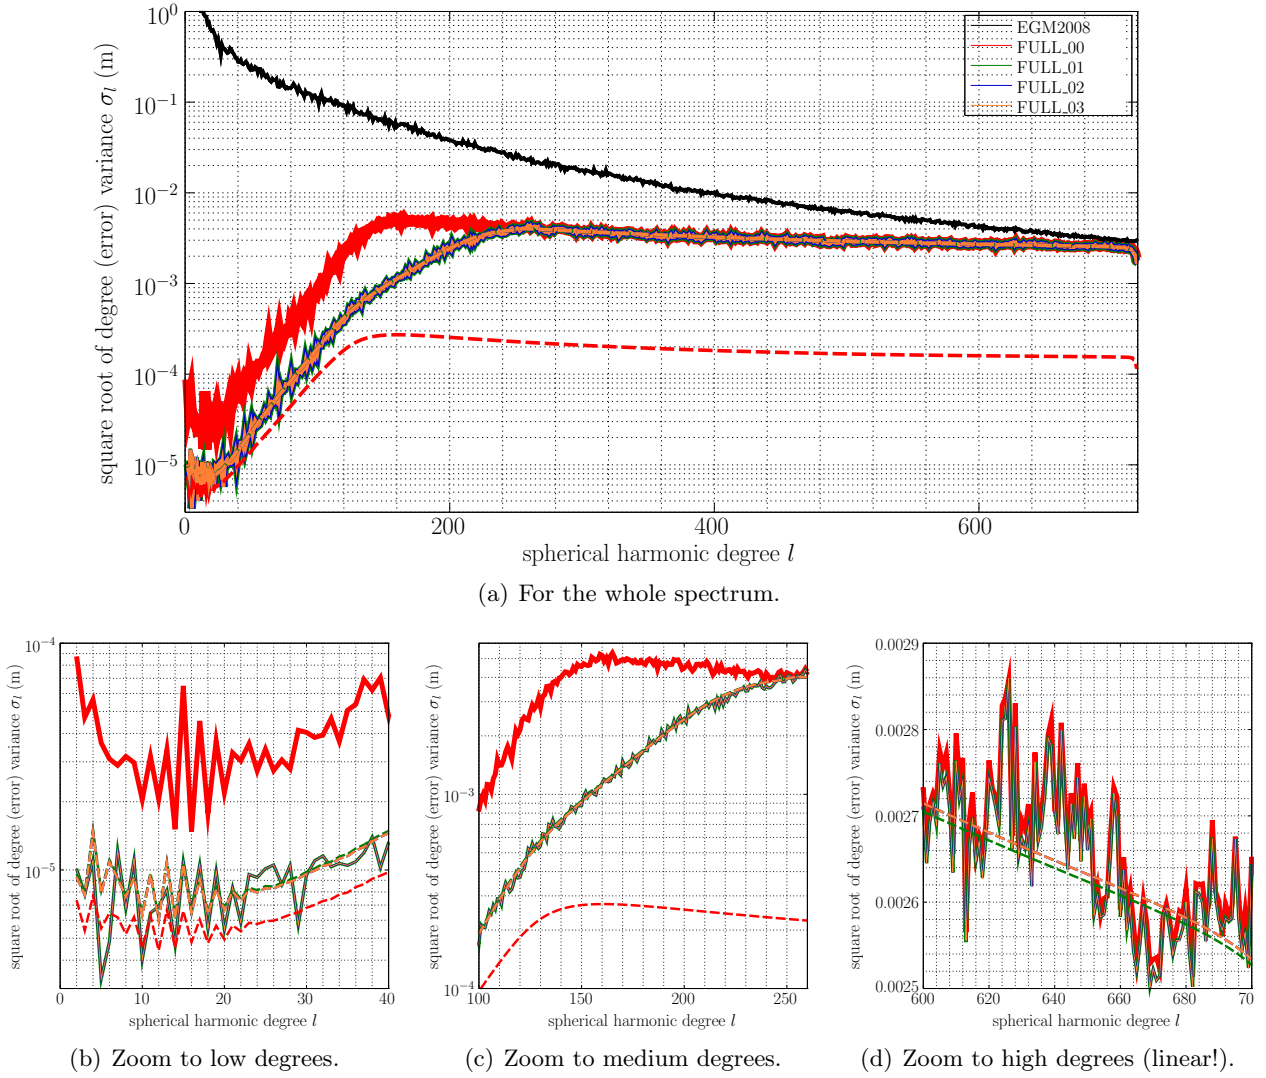 10^0
10^-1
10^-2
10^-3
10^-4
10^-5
square root of degree (error) variance σ_l (m)
EGM2008
FULL_00
FULL_01
FULL_02
FULL_03
0 200 400 600
spherical harmonic degree l
(a) For the whole spectrum.
10^-4
10^-5
square root of degree (error) variance σ_l (m)
0 10 20 30 40
spherical harmonic degree l
(b) Zoom to low degrees.
10^-3
10^-4
square root of degree (error) variance σ_l (m)
100 150 200 250
spherical harmonic degree l
(c) Zoom to medium degrees.
0.0029
0.0028
0.0027
0.0026
0.0025
square root of degree (error) variance σ_l (m)
600 620 640 660 680 70
spherical harmonic degree l
(d) Zoom to high degrees (linear!).